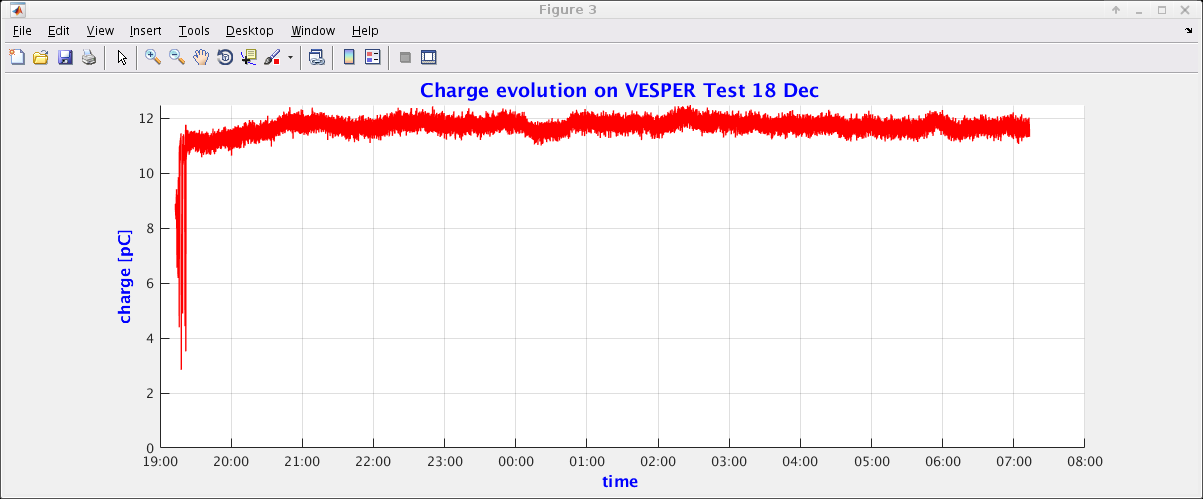 Figure 3
File Edit View Insert Tools Desktop Window Help
Charge evolution on VESPER Test 18 Dec
12
10
8
6
4
2
0
charge [pC]
19:00 20:00 21:00 22:00 23:00 00:00 01:00 02:00 03:00 04:00 05:00 06:00 07:00 08:00
time